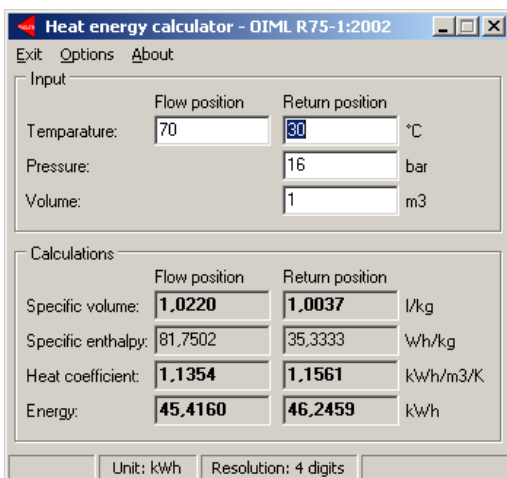 Heat energy calculator - OIML R75-1:2002
Exit Options About
Input
Flow position Return position
Temparature: 70 30 °C
Pressure: 16 bar
Volume: 1 m3
Calculations
Flow position Return position
Specific volume: 1,0220 1,0037 l/kg
Specific enthalpy: 81,7502 35,3333 Wh/kg
Heat coefficient: 1,1354 1,1561 kWh/m3/K
Energy: 45,4160 46,2459 kWh
Unit: kWh Resolution: 4 digits